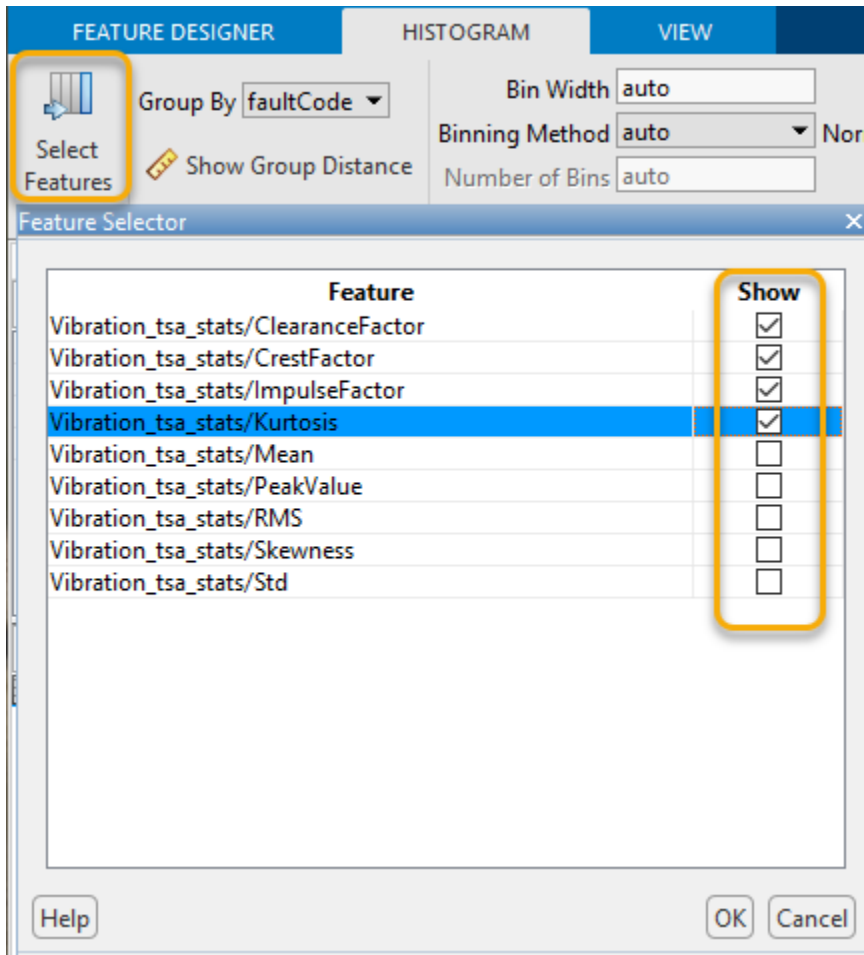 FEATURE DESIGNER HISTOGRAM VIEW
Select Features
Group By faultCode
Show Group Distance
Bin Width auto
Binning Method auto Nor
Number of Bins auto
Feature Selector
Feature Show
Vibration_tsa_stats/ClearanceFactor
Vibration_tsa_stats/CrestFactor
Vibration_tsa_stats/ImpulseFactor
Vibration_tsa_stats/Kurtosis
Vibration_tsa_stats/Mean
Vibration_tsa_stats/PeakValue
Vibration_tsa_stats/RMS
Vibration_tsa_stats/Skewness
Vibration_tsa_stats/Std
Help OK Cancel